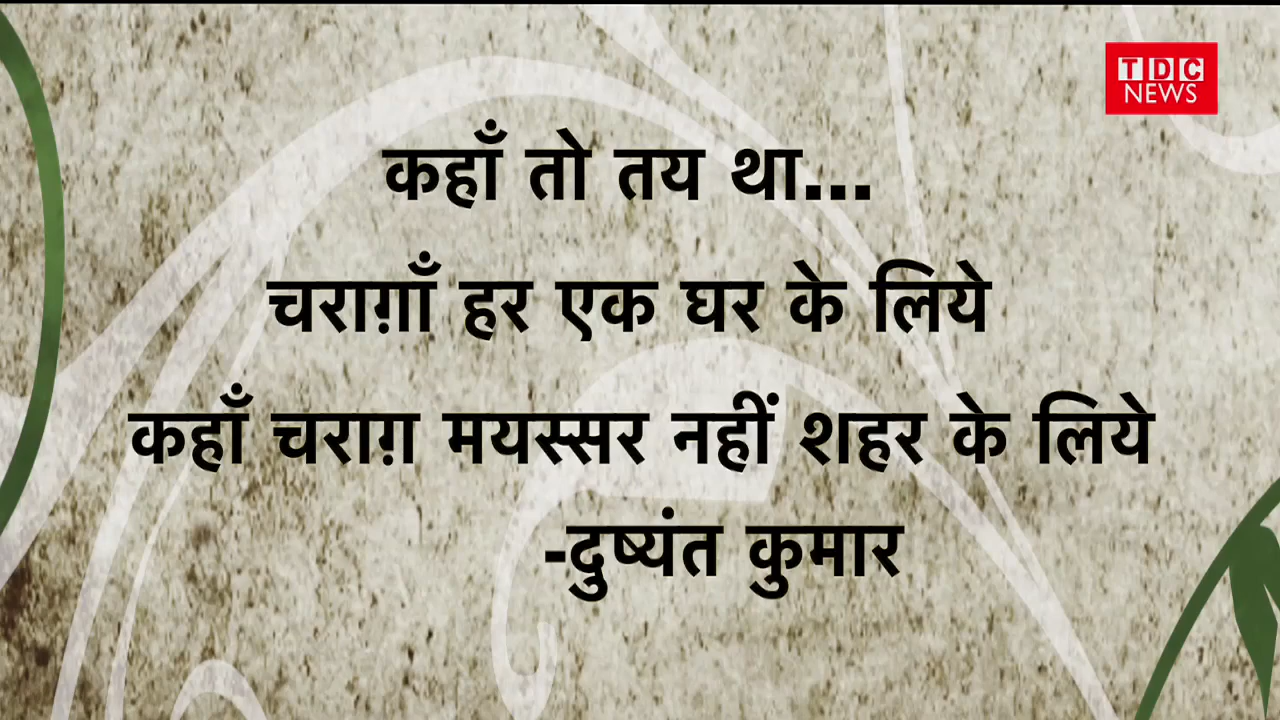 TDC
NEWS
कहाँ तो तय था...
चराग़ाँ हर एक घर के लिये
कहाँ चराग़ मयस्सर नहीं शहर के लिये
-दुष्यंत कुमार